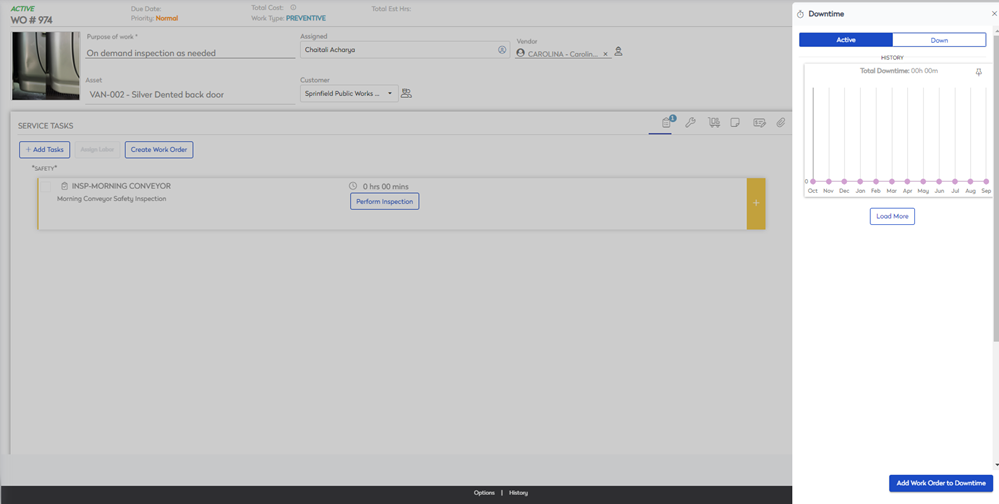 ACTIVE
WO # 974
Due Date:
Priority: Normal
Total Cost:
Work Type: PREVENTIVE
Total Est Hrs:
Purpose of work *
On demand inspection as needed
Assigned
Chaitali Acharya
Vendor
CAROLINA - Carolin... ×
Asset
VAN-002 - Silver Dented back door
Customer
Sprinfield Public Works ...
SERVICE TASKS
1
+ Add Tasks
Assign Labor
Create Work Order
"SAFETY"
INSP-MORNING CONVEYOR
Morning Conveyor Safety Inspection
0 hrs 00 mins
Perform Inspection
+
Options | History
Downtime
×
Active
Down
HISTORY
Total Downtime: 00h 00m
0
Oct Nov Dec Jan Feb Mar Apr May Jun Jul Aug Sep
Load More
Add Work Order to Downtime